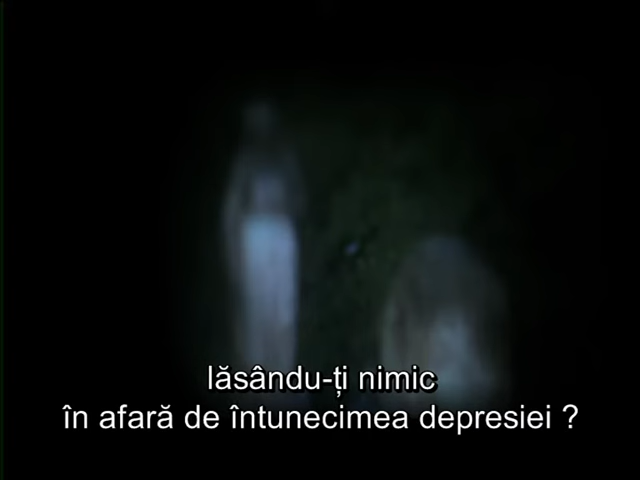 lăsându-ți nimic
în afară de întunecimea depresiei ?